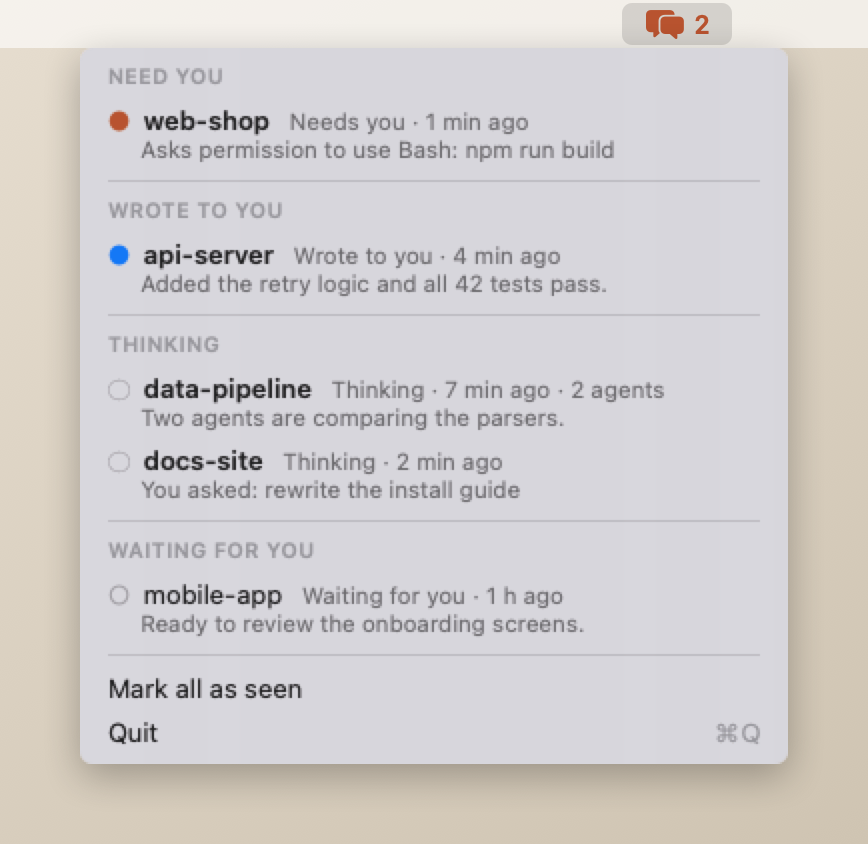 2
NEED YOU
web-shop Needs you · 1 min ago
Asks permission to use Bash: npm run build
WROTE TO YOU
api-server Wrote to you · 4 min ago
Added the retry logic and all 42 tests pass.
THINKING
data-pipeline Thinking · 7 min ago · 2 agents
Two agents are comparing the parsers.
docs-site Thinking · 2 min ago
You asked: rewrite the install guide
WAITING FOR YOU
mobile-app Waiting for you · 1 h ago
Ready to review the onboarding screens.
Mark all as seen
Quit ⌘Q